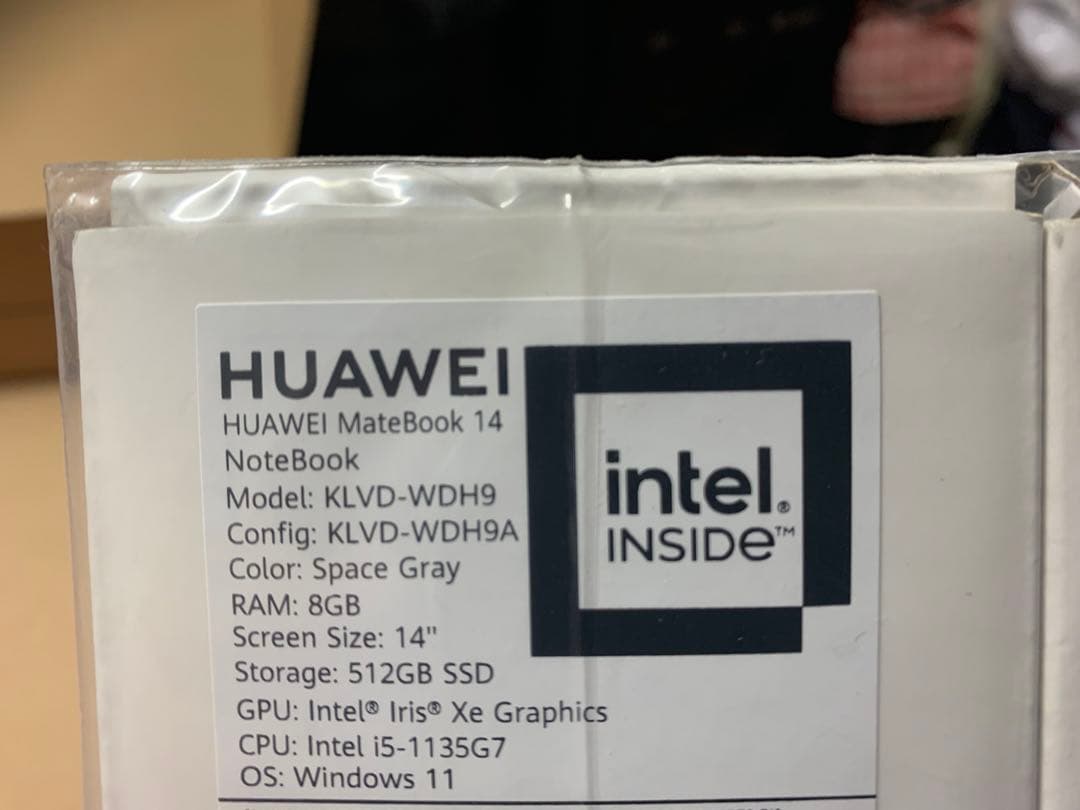 HUAWEI
HUAWEI MateBook 14
NoteBook
Model: KLVD-WDH9
Config: KLVD-WDH9A
Color: Space Gray
RAM: 8GB
Screen Size: 14"
Storage: 512GB SSD
GPU: Intel® Iris® Xe Graphics
CPU: Intel i5-1135G7
OS: Windows 11
intel®
INSIDe™